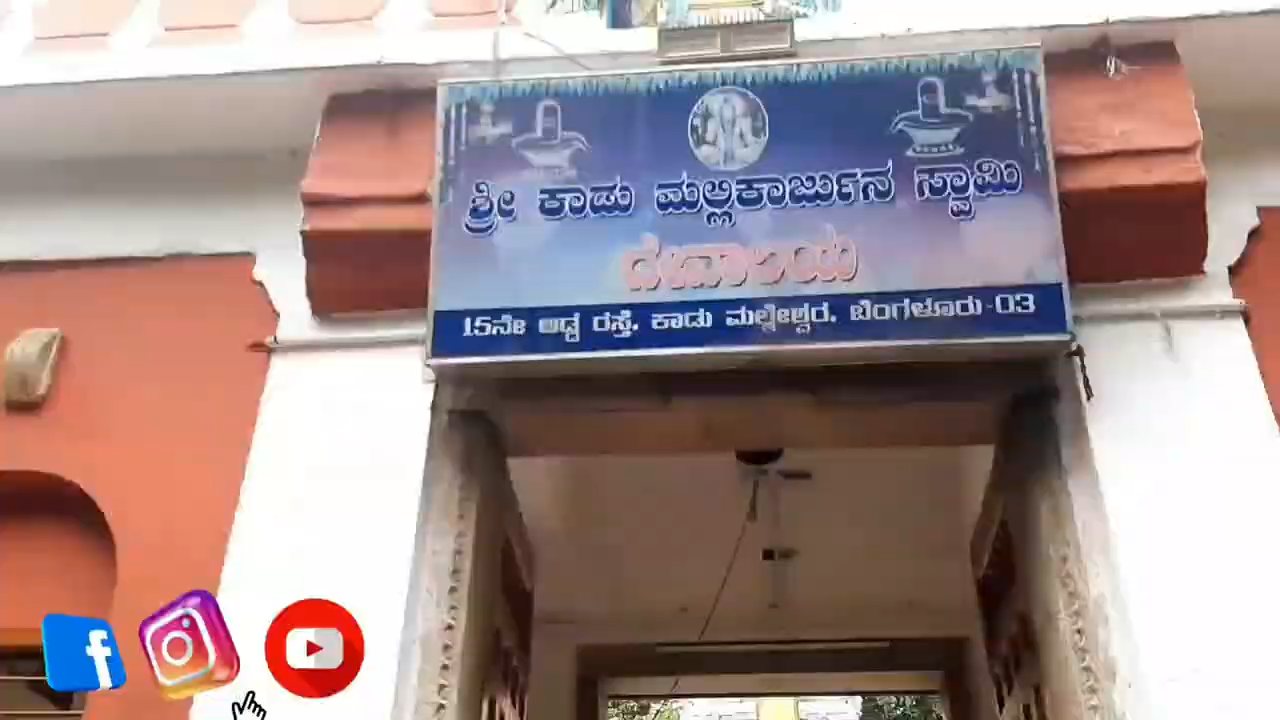 ಶ್ರೀ ಕಾಡು ಮಲ್ಲಿಕಾರ್ಜುನ ಸ್ವಾಮಿ
ದೇವಾಲಯ
15ನೇ ಅಡ್ಡ ರಸ್ತೆ, ಕಾಡು ಮಲ್ಲೇಶ್ವರ, ಬೆಂಗಳೂರು-03